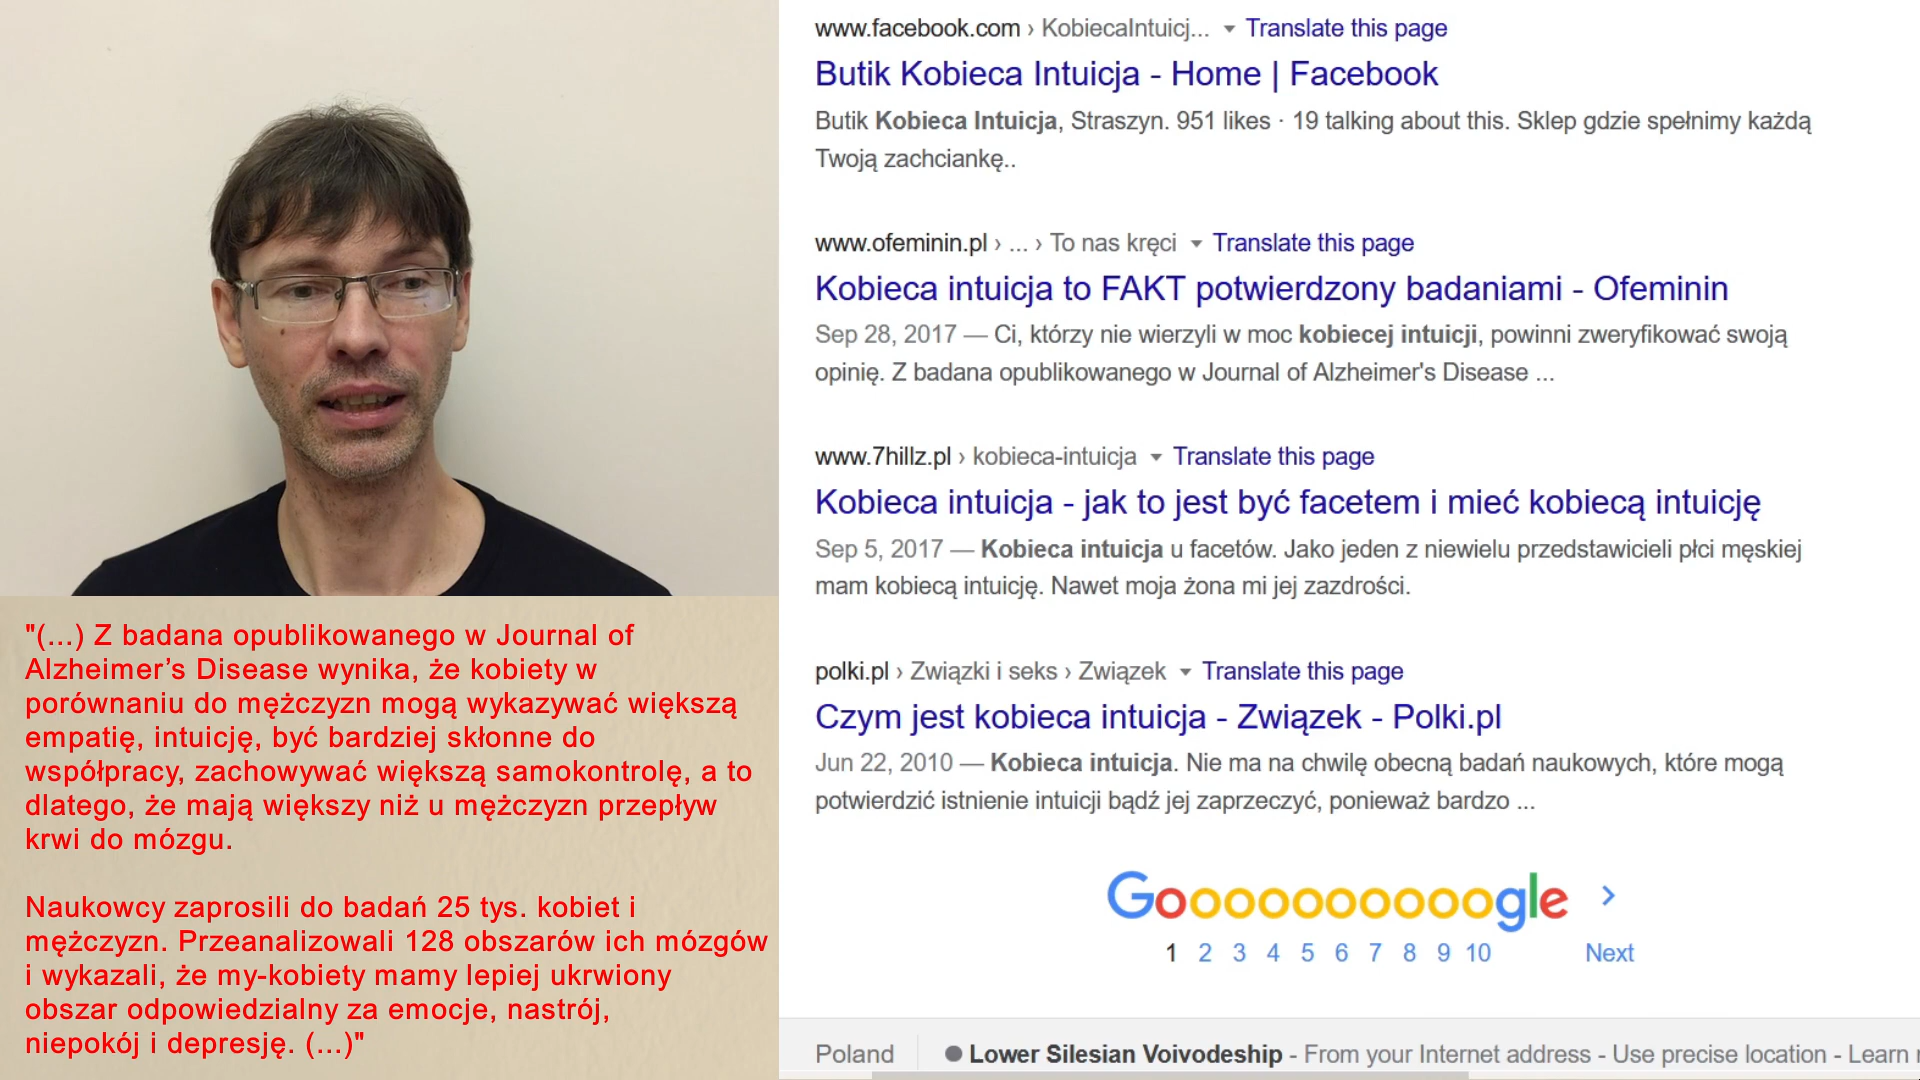 www.facebook.com › KobiecaIntuicj... Translate this page
Butik Kobieca Intuicja - Home | Facebook
Butik Kobieca Intuicja, Straszyn. 951 likes · 19 talking about this. Sklep gdzie spełnimy każdą
Twoją zachciankę..
www.ofeminin.pl › ... › To nas kręci Translate this page
Kobieca intuicja to FAKT potwierdzony badaniami - Ofeminin
Sep 28, 2017 — Ci, którzy nie wierzyli w moc kobiecej intuicji, powinni zweryfikować swoją
opinię. Z badana opublikowanego w Journal of Alzheimer's Disease ...
www.7hillz.pl › kobieca-intuicja Translate this page
Kobieca intuicja - jak to jest być facetem i mieć kobiecą intuicję
Sep 5, 2017 — Kobieca intuicja u facetów. Jako jeden z niewielu przedstawicieli płci męskiej
mam kobiecą intuicję. Nawet moja żona mi jej zazdrości.
polki.pl › Związki i seks › Związek Translate this page
Czym jest kobieca intuicja - Związek - Polki.pl
Jun 22, 2010 — Kobieca intuicja. Nie ma na chwilę obecną badań naukowych, które mogą
potwierdzić istnienie intuicji bądź jej zaprzeczyć, ponieważ bardzo ...
Goooooooooogle >
1 2 3 4 5 6 7 8 9 10 Next
Poland Lower Silesian Voivodeship - From your Internet address - Use precise location - Learn
"(...) Z badana opublikowanego w Journal of
Alzheimer’s Disease wynika, że kobiety w
porównaniu do mężczyzn mogą wykazywać większą
empatię, intuicję, być bardziej skłonne do
współpracy, zachowywać większą samokontrolę, a to
dlatego, że mają większy niż u mężczyzn przepływ
krwi do mózgu.
Naukowcy zaprosili do badań 25 tys. kobiet i
mężczyzn. Przeanalizowali 128 obszarów ich mózgów
i wykazali, że my-kobiety mamy lepiej ukrwiony
obszar odpowiedzialny za emocje, nastrój,
niepokój i depresję. (...)"